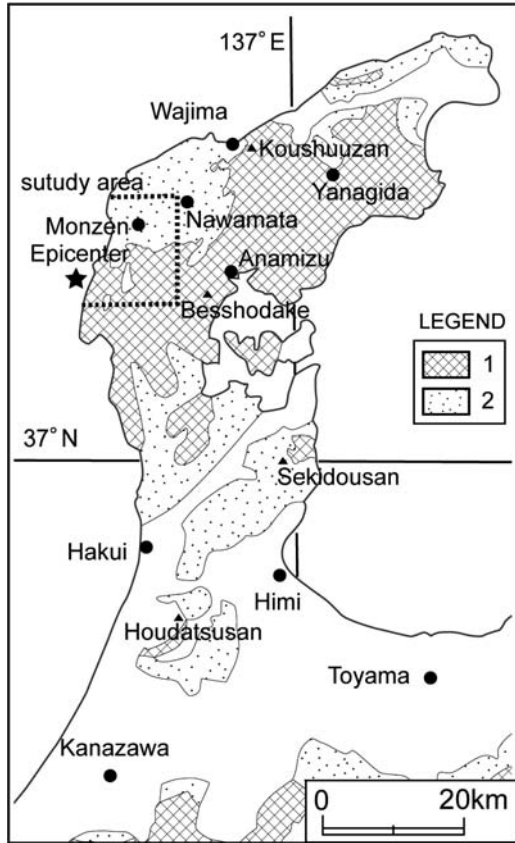 137° E
Wajima
Koushuuzan
Yanagida
sutudy area
Nawamata
Monzen
Epicenter
Anamizu
Besshodake
LEGEND
1
2
37° N
Sekidousan
Hakui
Himi
Houdatsusan
Toyama
Kanazawa
0 20km